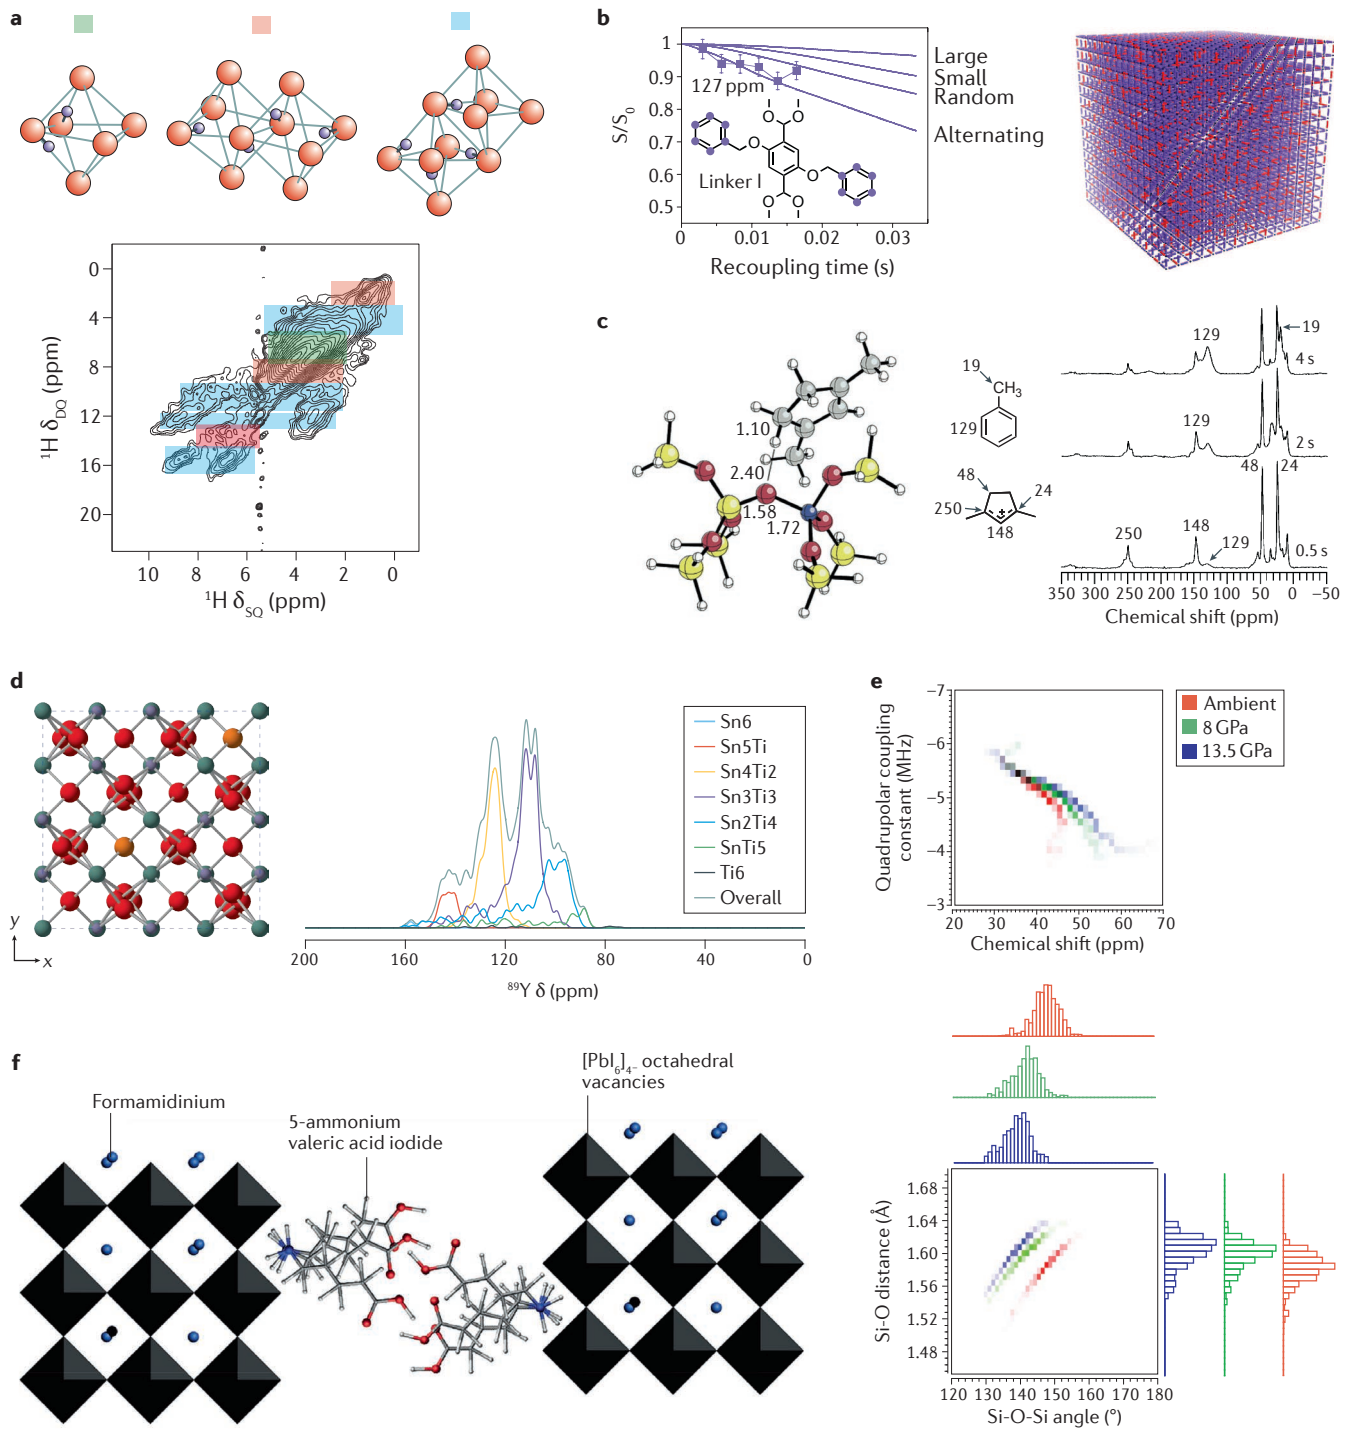 a
0
4
8
12
16
20
¹H δDQ (ppm)
10 8 6 4 2 0
¹H δSQ (ppm)
b
1
0.9
0.8
0.7
0.6
0.5
S/S₀
127 ppm
Linker I
O O
O
O
O O
Large
Small
Random
Alternating
0 0.01 0.02 0.03
Recoupling time (s)
c
1.10
2.40
1.58
1.72
19
CH₃
129
48
24
250
+
148
129
19
4 s
129
2 s
48
24
250
148
129
0.5 s
350 300 250 200 150 100 50 0 −50
Chemical shift (ppm)
d
y
x
Sn6
Sn5Ti
Sn4Ti2
Sn3Ti3
Sn2Ti4
SnTi5
Ti6
Overall
200 160 120 80 40 0
⁸⁹Y δ (ppm)
e
−7
−6
−5
−4
−3
Quadrupolar coupling
constant (MHz)
20 30 40 50 60 70
Chemical shift (ppm)
Ambient
8 GPa
13.5 GPa
1.68
1.64
1.60
1.56
1.52
1.48
Si-O distance (Å)
120 130 140 150 160 170 180
Si-O-Si angle (°)
f
Formamidinium
5-ammonium
valeric acid iodide
[PbI₆]₄₋ octahedral
vacancies